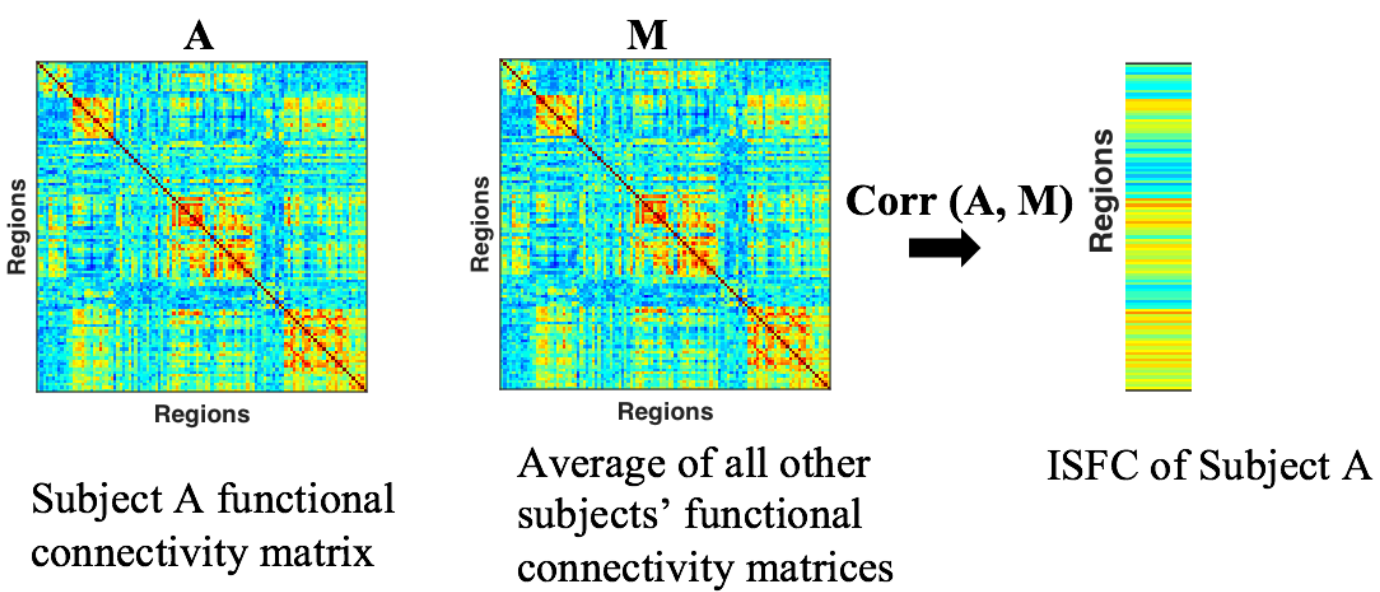 A
M
Regions
Regions
Corr (A, M)
Regions
Regions
Regions
Subject A functional
connectivity matrix
Average of all other
subjects’ functional
connectivity matrices
ISFC of Subject A